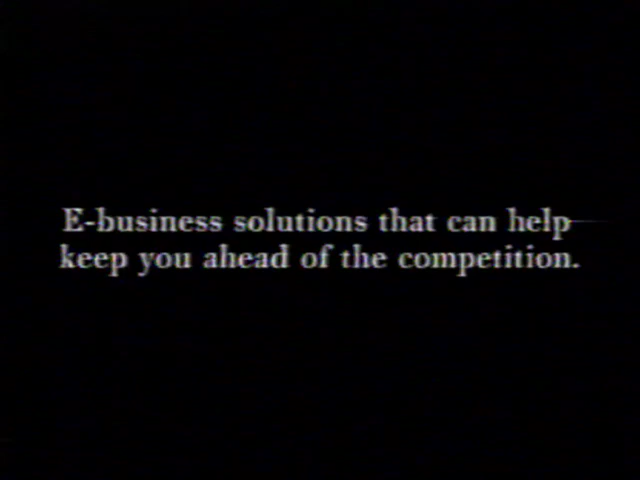 E-business solutions that can help
keep you ahead of the competition.